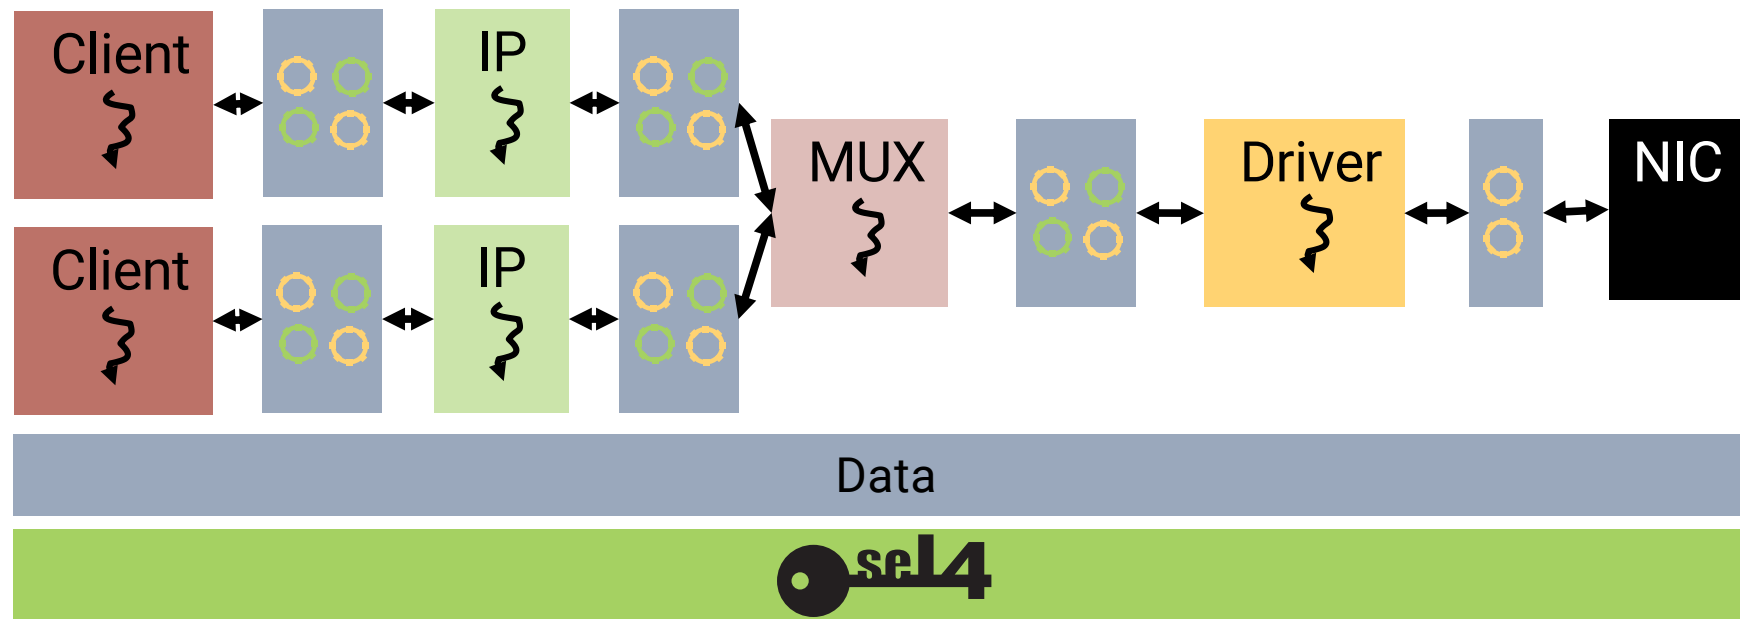 Client
IP
Client
IP
MUX
Driver
NIC
Data
seL4